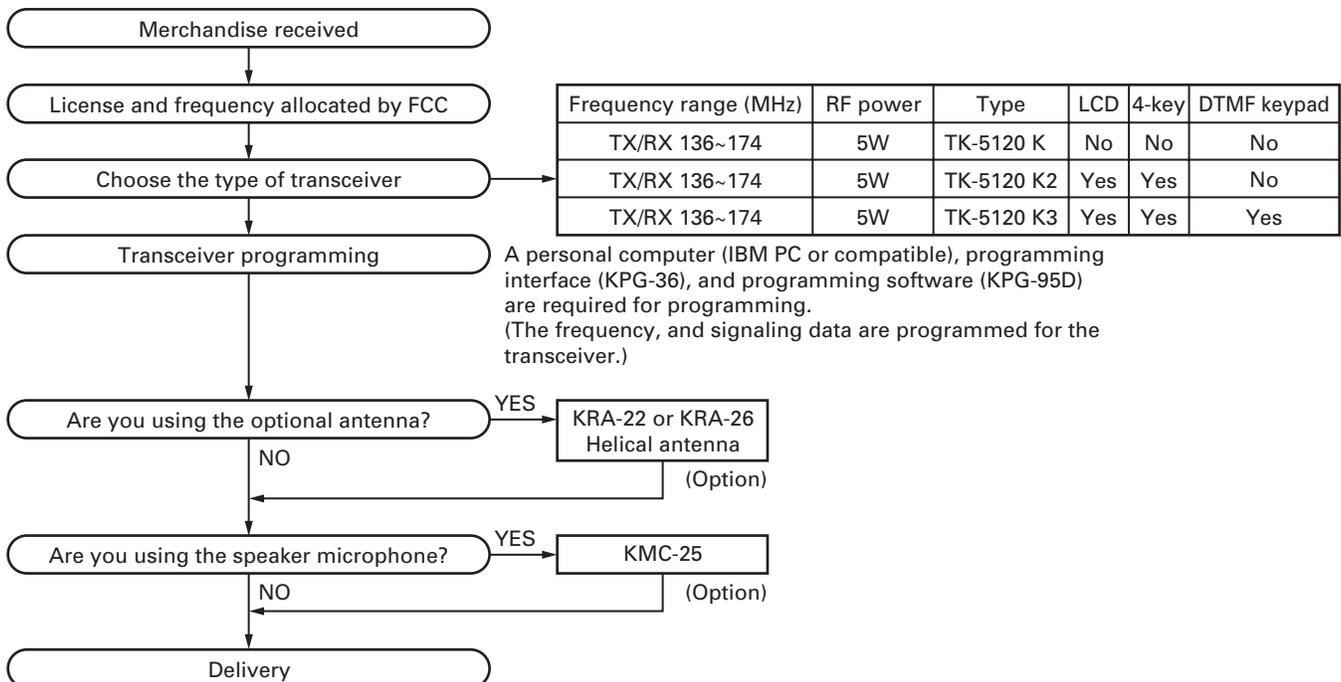 Merchandise received
License and frequency allocated by FCC
Choose the type of transceiver
Frequency range (MHz) RF power Type LCD 4-key DTMF keypad
TX/RX 136~174 5W TK-5120 K No No No
TX/RX 136~174 5W TK-5120 K2 Yes Yes No
TX/RX 136~174 5W TK-5120 K3 Yes Yes Yes
Transceiver programming
A personal computer (IBM PC or compatible), programming
interface (KPG-36), and programming software (KPG-95D)
are required for programming.
(The frequency, and signaling data are programmed for the
transceiver.)
Are you using the optional antenna?
YES
KRA-22 or KRA-26
Helical antenna
NO
(Option)
Are you using the speaker microphone?
YES
KMC-25
NO
(Option)
Delivery